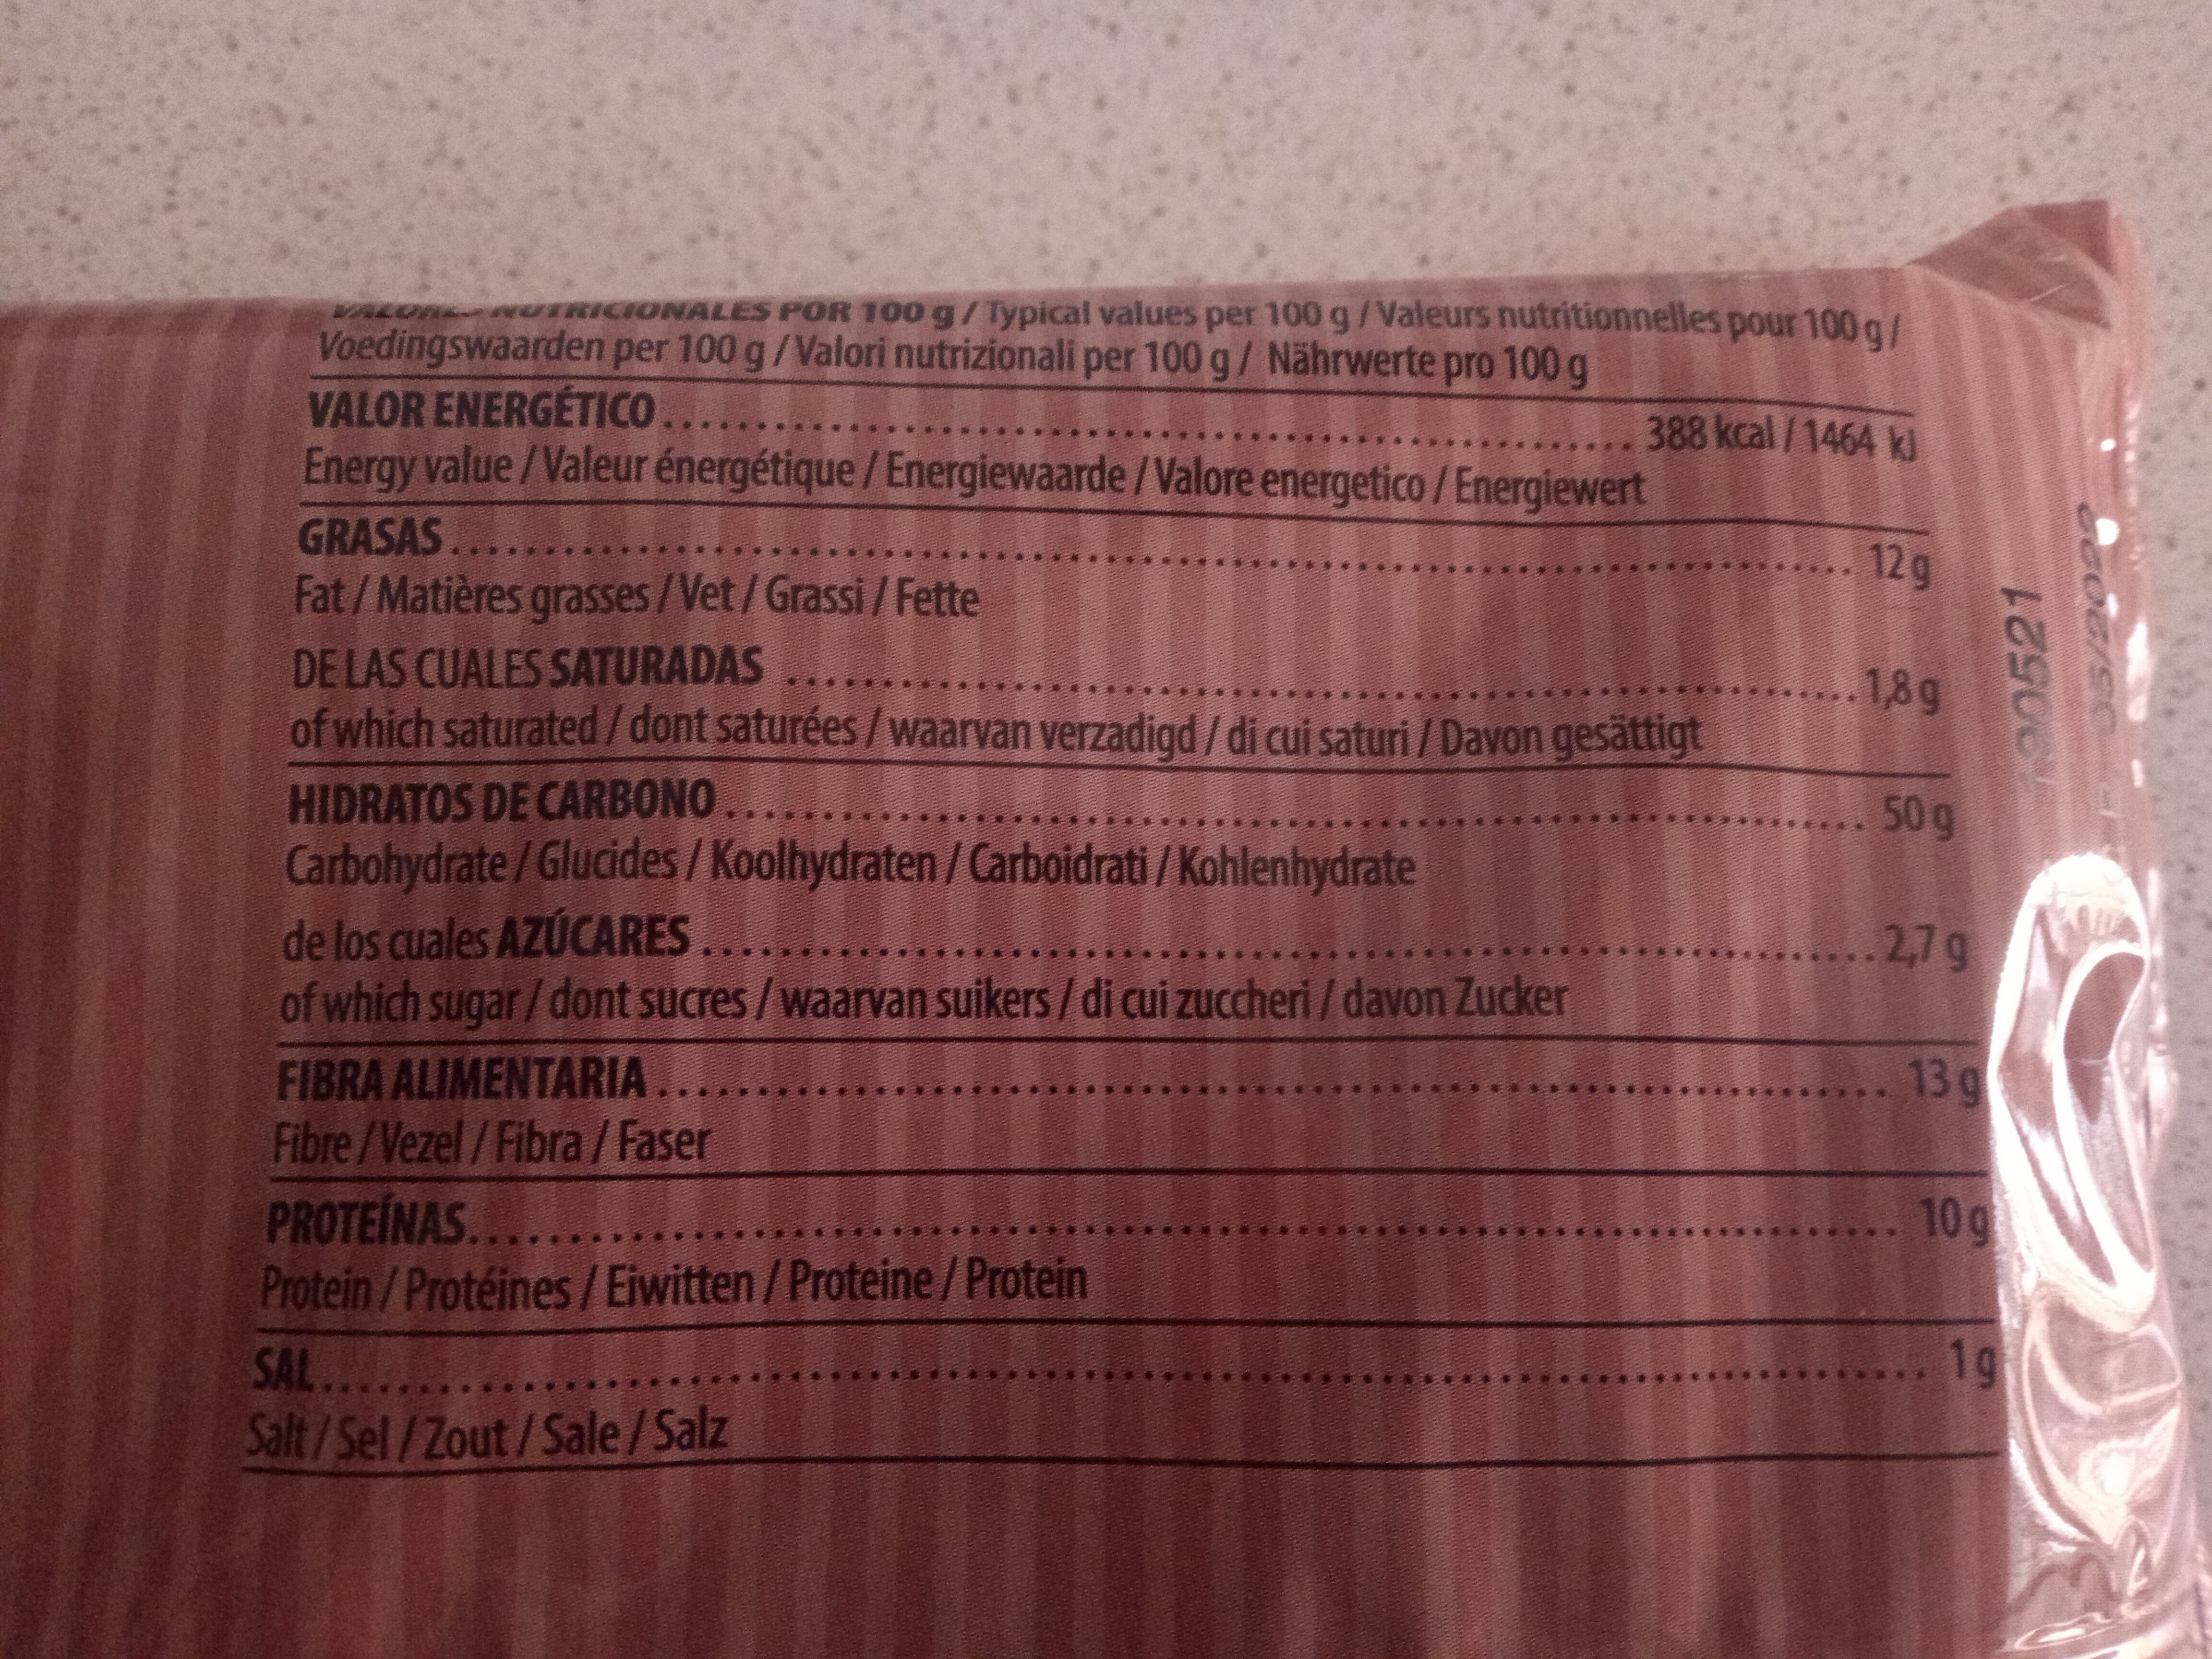 VALORES NUTRICIONALES POR 100 g / Typical values per 100 g / Valeurs nutritionnelles pour 100 g /
Voedingswaarden per 100 g / Valori nutrizionali per 100 g / Nährwerte pro 100 g
VALOR ENERGÉTICO ........ 388 kcal / 1464 kJ
Energy value / Valeur énergétique / Energiewaarde / Valore energetico / Energiewert
GRASAS ........ 12 g
Fat / Matières grasses / Vet / Grassi / Fette
DE LAS CUALES SATURADAS ........ 1,8 g
of which saturated / dont saturées / waarvan verzadigd / di cui saturi / Davon gesättigt
HIDRATOS DE CARBONO ........ 50 g
Carbohydrate / Glucides / Koolhydraten / Carboidrati / Kohlenhydrate
de los cuales AZÚCARES ........ 2,7 g
of which sugar / dont sucres / waarvan suikers / di cui zuccheri / davon Zucker
FIBRA ALIMENTARIA ........ 13 g
Fibre / Vezel / Fibra / Faser
PROTEÍNAS ........ 10 g
Protein / Protéines / Eiwitten / Proteine / Protein
SAL ........ 1 g
Salt / Sel / Zout / Sale / Salz
190521